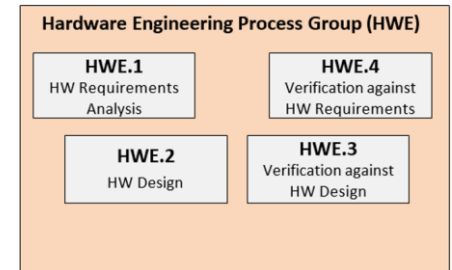 Hardware Engineering Process Group (HWE)
HWE.1
HW Requirements
Analysis
HWE.4
Verification against
HW Requirements
HWE.2
HW Design
HWE.3
Verification against
HW Design